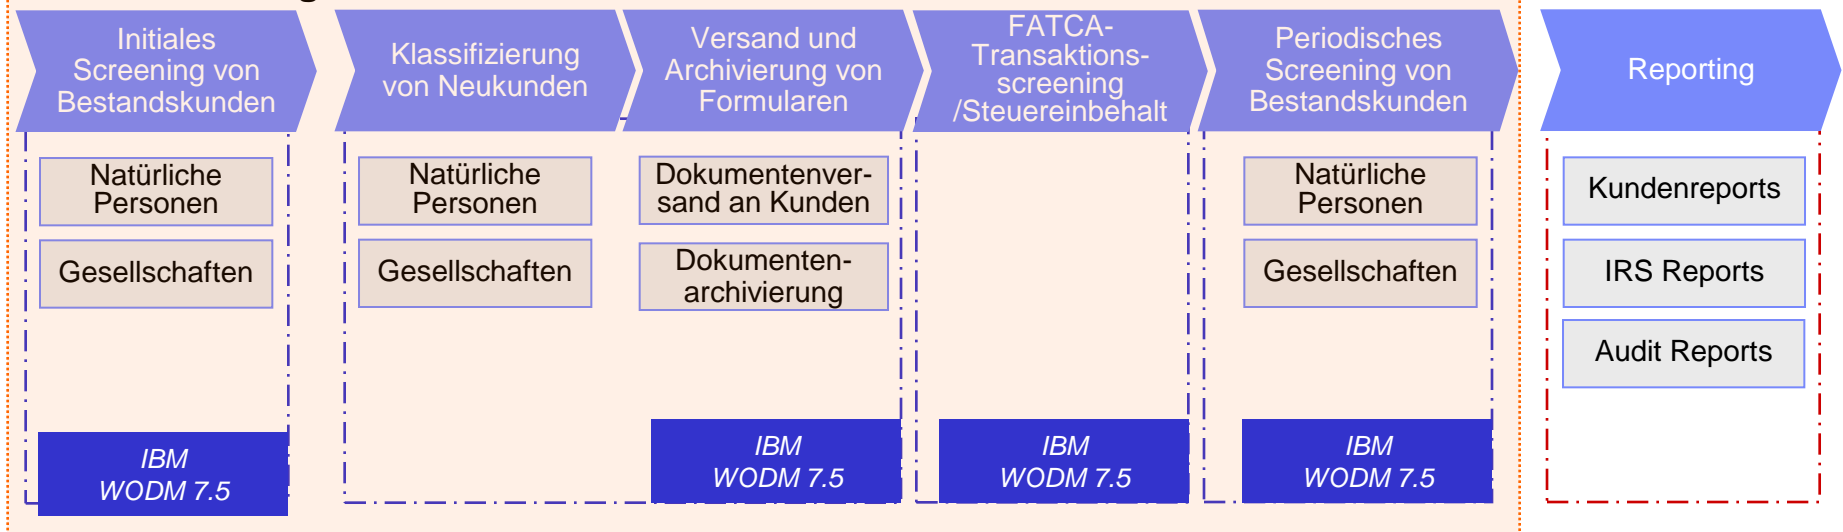 Initiales
Screening von
Bestandskunden
Klassifizierung
von Neukunden
Versand und
Archivierung von
Formularen
FATCA-
Transaktions-
screening
/Steuereinbehalt
Periodisches
Screening von
Bestandskunden
Reporting
Natürliche
Personen
Gesellschaften
Natürliche
Personen
Gesellschaften
Dokumentenver-
sand an Kunden
Dokumenten-
archivierung
Natürliche
Personen
Gesellschaften
Kundenreports
IRS Reports
Audit Reports
IBM
WODM 7.5
IBM
WODM 7.5
IBM
WODM 7.5
IBM
WODM 7.5